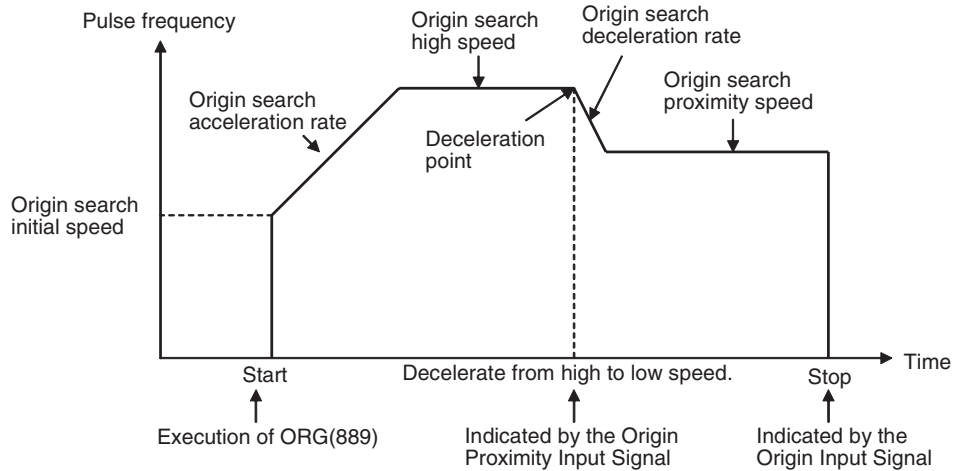 Pulse frequency
Origin search
high speed
Origin search
deceleration rate
Origin search
acceleration rate
Origin search
proximity speed
Deceleration
point
Origin search
initial speed
Time
Start
Decelerate from high to low speed.
Stop
Execution of ORG(889)
Indicated by the Origin
Proximity Input Signal
Indicated by the
Origin Input Signal